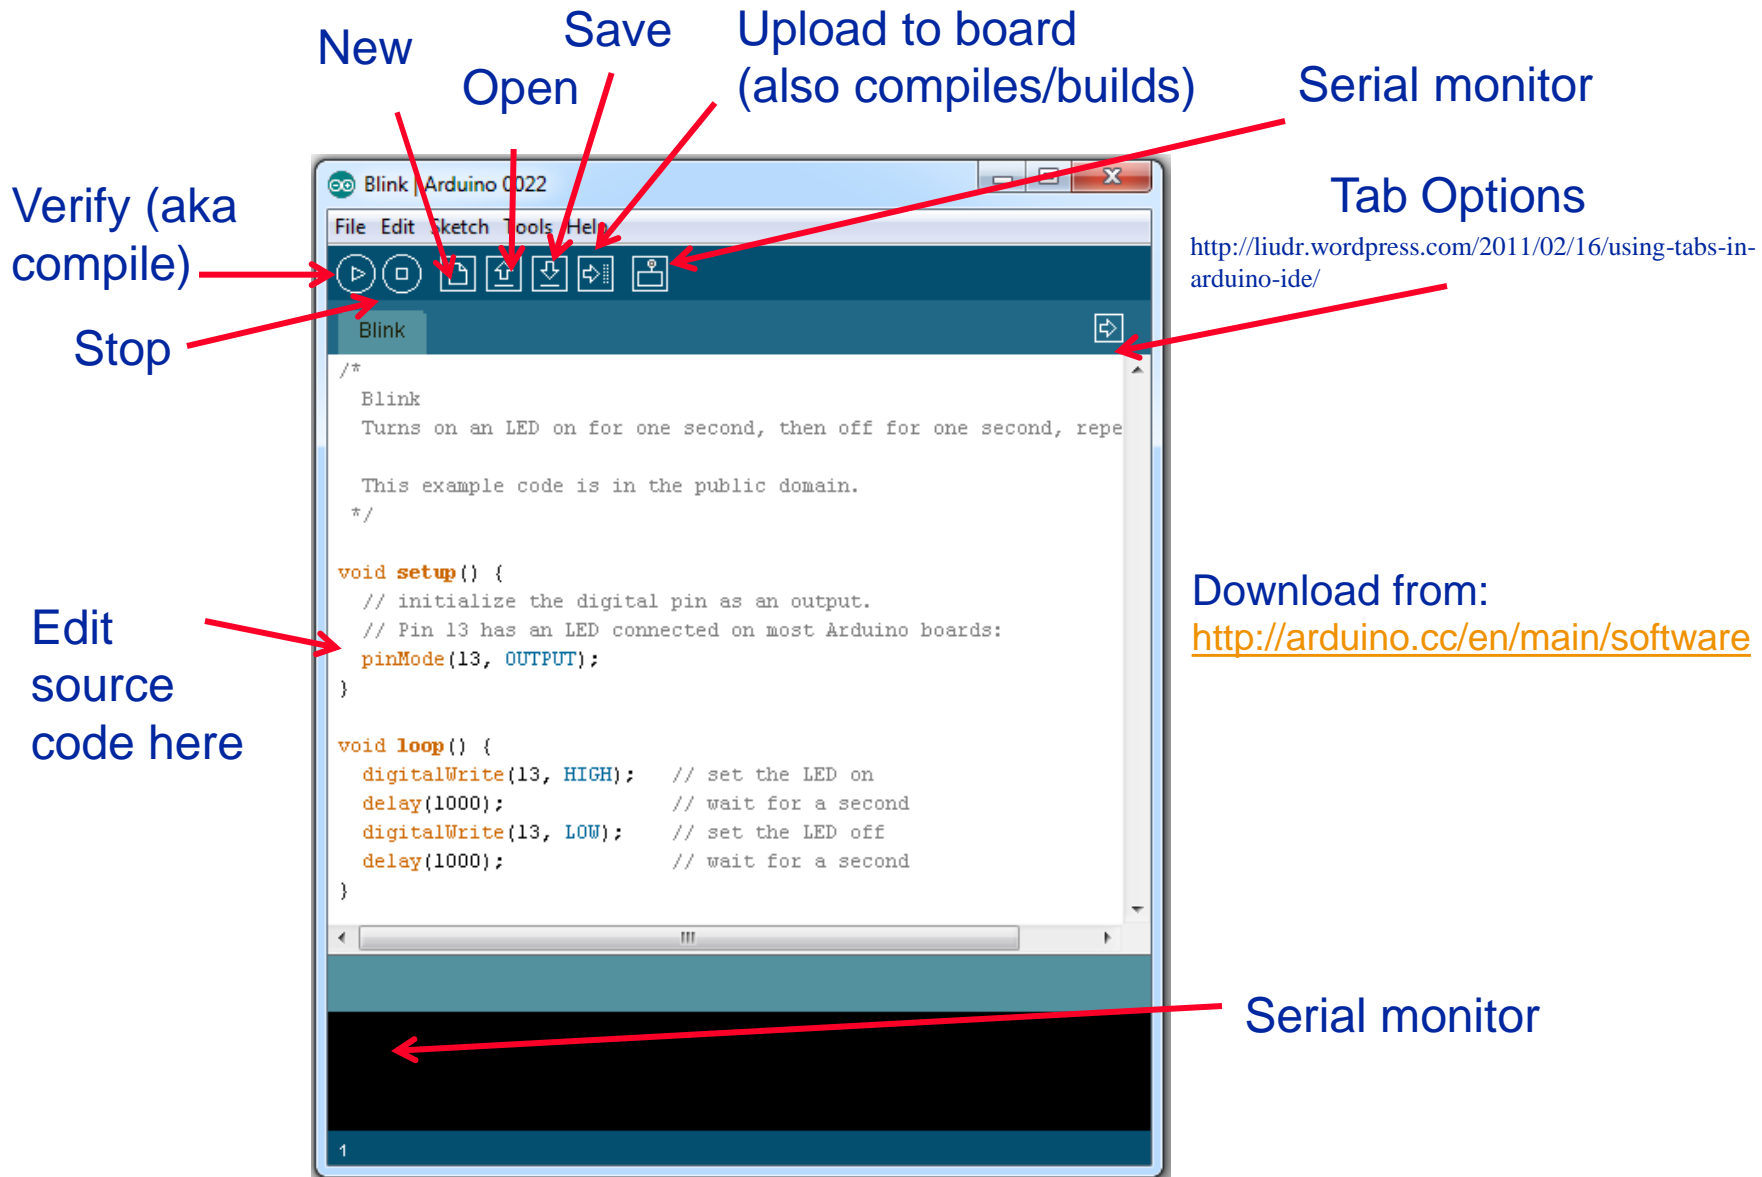 New
Open
Save
Upload to board
(also compiles/builds)
Serial monitor
Verify (aka
compile)
Stop
Tab Options
http://liudr.wordpress.com/2011/02/16/using-tabs-in-
arduino-ide/
Blink | Arduino 0022
File Edit Sketch Tools Help
Blink
/*
Blink
Turns on an LED on for one second, then off for one second, repe
This example code is in the public domain.
*/
void setup() {
// initialize the digital pin as an output.
// Pin 13 has an LED connected on most Arduino boards:
pinMode(13, OUTPUT);
}
void loop() {
digitalWrite(13, HIGH);   // set the LED on
delay(1000);              // wait for a second
digitalWrite(13, LOW);    // set the LED off
delay(1000);              // wait for a second
}
1
Edit
source
code here
Download from:
http://arduino.cc/en/main/software
Serial monitor